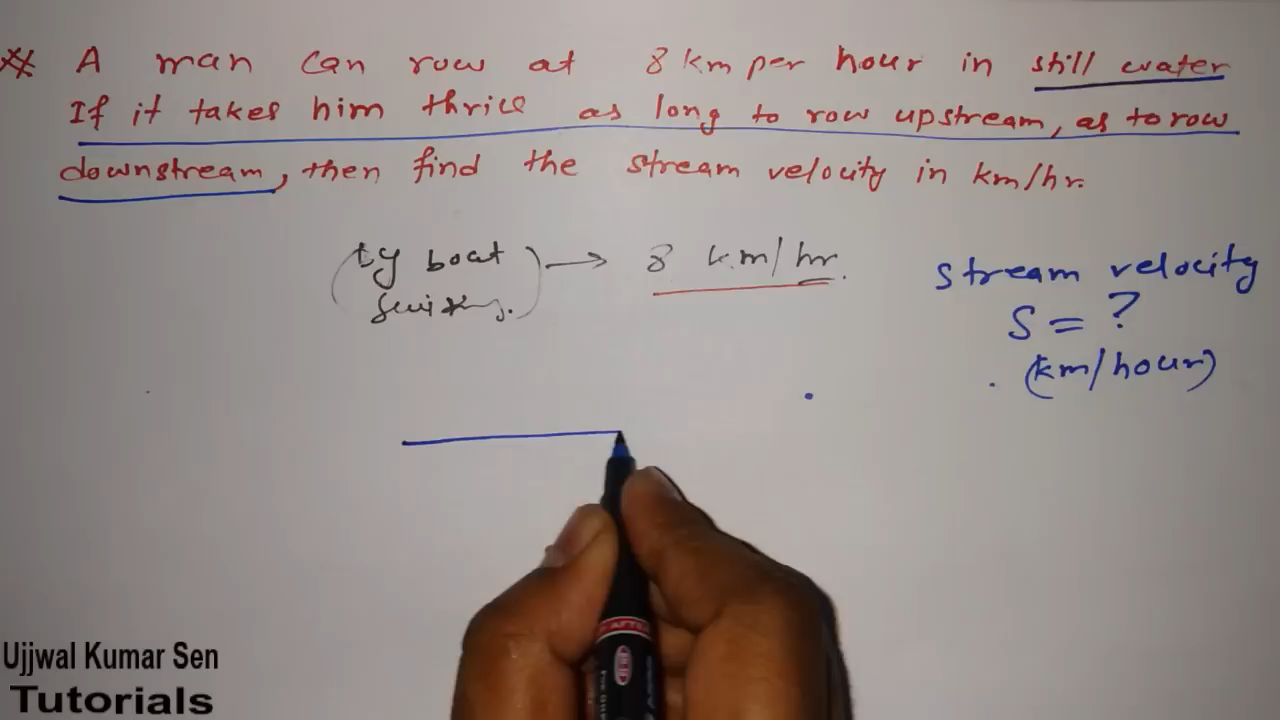 A man can row at 8 km per hour in still water
If it takes him thrice as long to row upstream, as to row
downstream, then find the stream velocity in km/hr.
boat → 8 km/hr.
stream velocity
S = ?
(km/hour)
Ujjwal Kumar Sen
Tutorials